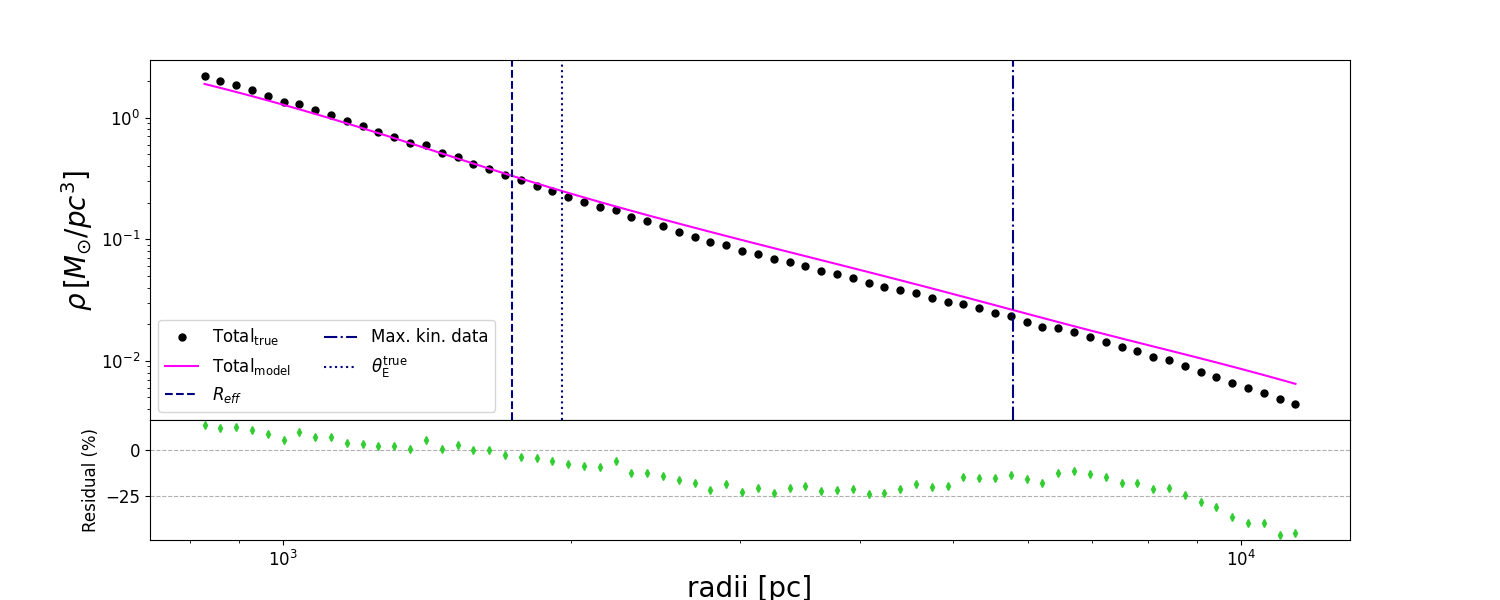 ρ [M⊙/pc³]
10⁰
10⁻¹
10⁻²
Total_true
Total_model
R_eff
Max. kin. data
θ_E^true
Residual (%)
0
−25
10³
10⁴
radii [pc]